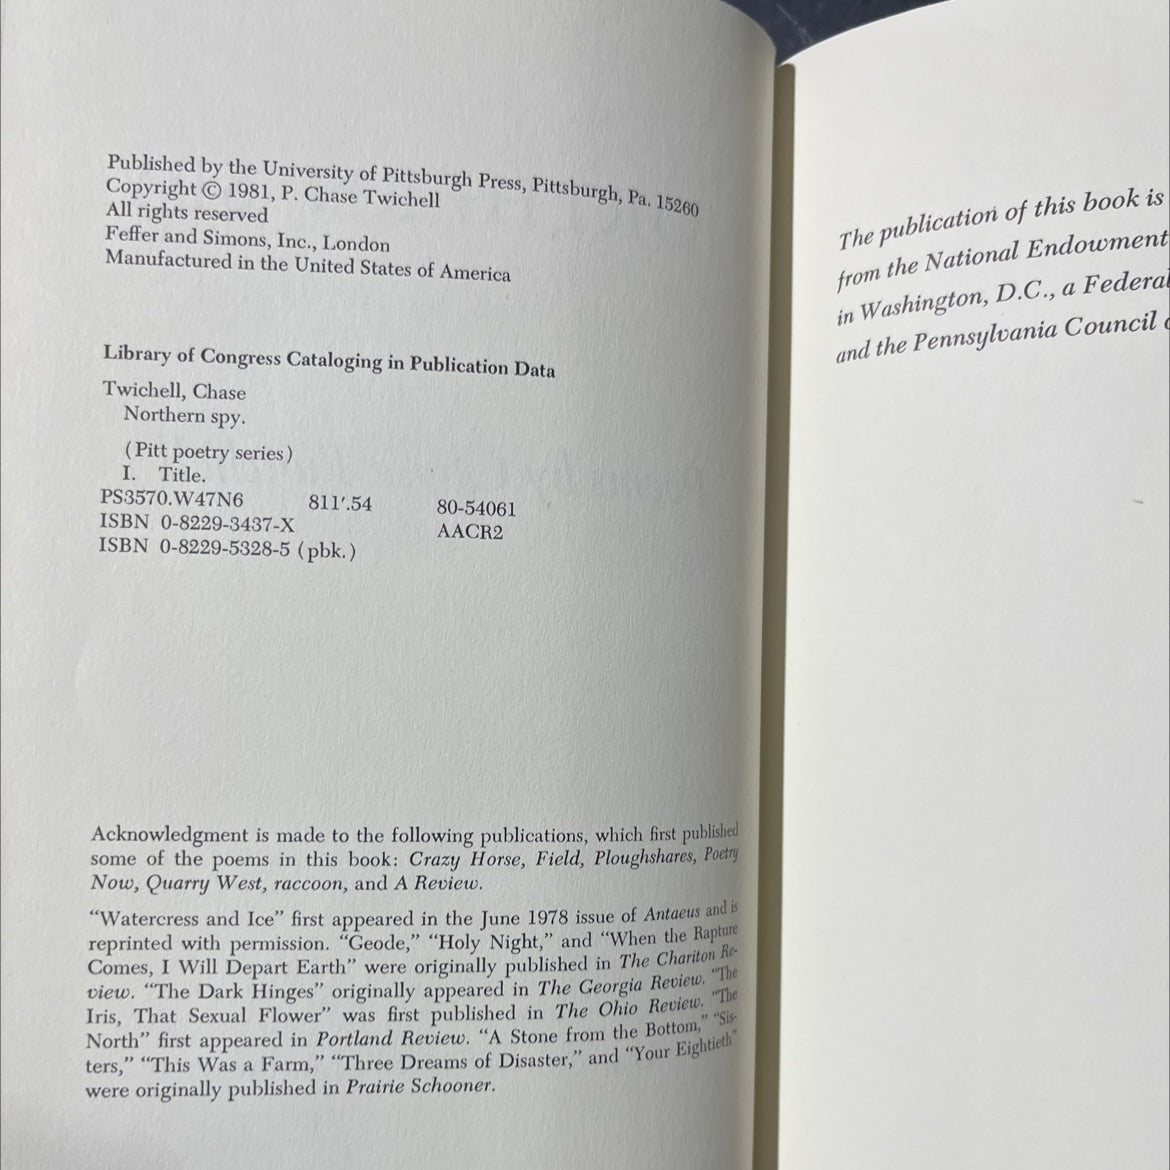 Published by the University of Pittsburgh Press, Pittsburgh, Pa. 15260
Copyright © 1981, P. Chase Twichell
All rights reserved
Feffer and Simons, Inc., London
Manufactured in the United States of America
Library of Congress Cataloging in Publication Data
Twichell, Chase
Northern spy.
(Pitt poetry series)
I. Title.
PS3570.W47N6 811′.54 80-54061
ISBN 0-8229-3437-X AACR2
ISBN 0-8229-5328-5 (pbk.)
Acknowledgment is made to the following publications, which first published
some of the poems in this book: Crazy Horse, Field, Ploughshares, Poetry
Now, Quarry West, raccoon, and A Review.
“Watercress and Ice” first appeared in the June 1978 issue of Antaeus and is
reprinted with permission. “Geode,” “Holy Night,” and “When the Rapture
Comes, I Will Depart Earth” were originally published in The Chariton Re-
view. “The Dark Hinges” originally appeared in The Georgia Review. “The
Iris, That Sexual Flower” was first published in The Ohio Review. “The
North” first appeared in Portland Review. “A Stone from the Bottom,” “Sis-
ters,” “This Was a Farm,” “Three Dreams of Disaster,” and “Your Eightieth”
were originally published in Prairie Schooner.
The publication of this book is
from the National Endowment
in Washington, D.C., a Federal
and the Pennsylvania Council